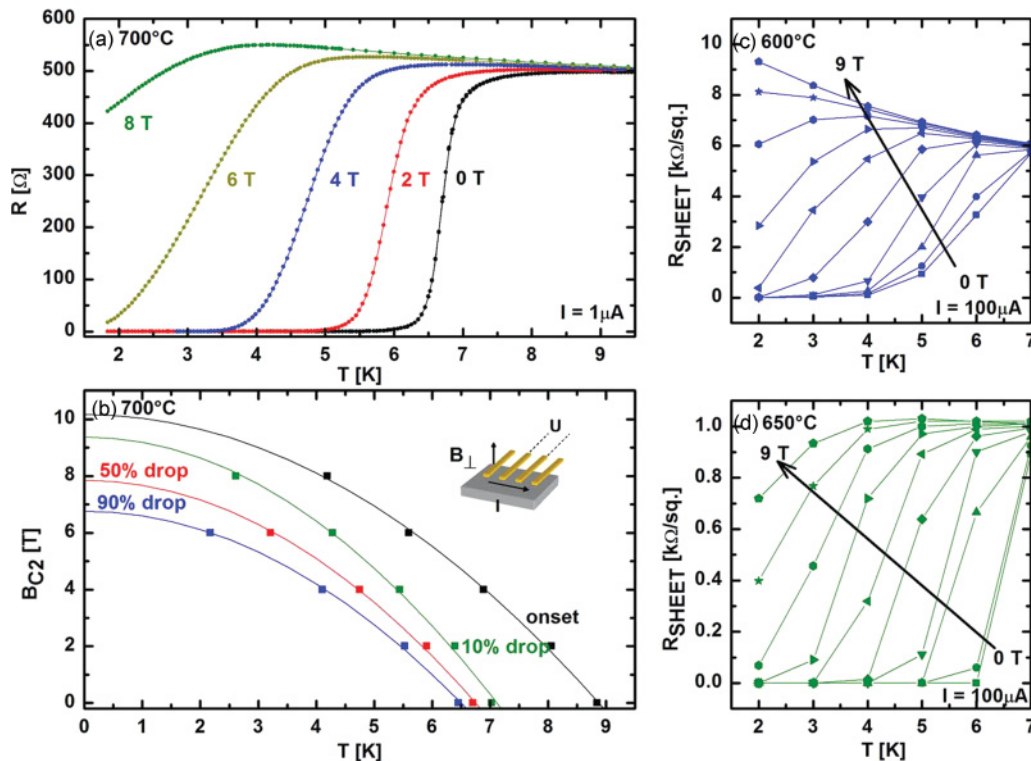 (a) 700°C
600
500
400
300
200
100
0
R [Ω]
8 T
6 T
4 T
2 T
0 T
I = 1μA
2 3 4 5 6 7 8 9
T [K]
(b) 700°C
10
8
6
4
2
0
B_C2 [T]
50% drop
90% drop
10% drop
onset
B⊥
U
I
0 1 2 3 4 5 6 7 8 9
T [K]
(c) 600°C
10
8
6
4
2
0
R_SHEET [kΩ/sq.]
9 T
0 T
I = 100μA
2 3 4 5 6 7
T [K]
(d) 650°C
1.0
0.8
0.6
0.4
0.2
0.0
R_SHEET [kΩ/sq.]
9 T
0 T
I = 100μA
2 3 4 5 6 7
T [K]